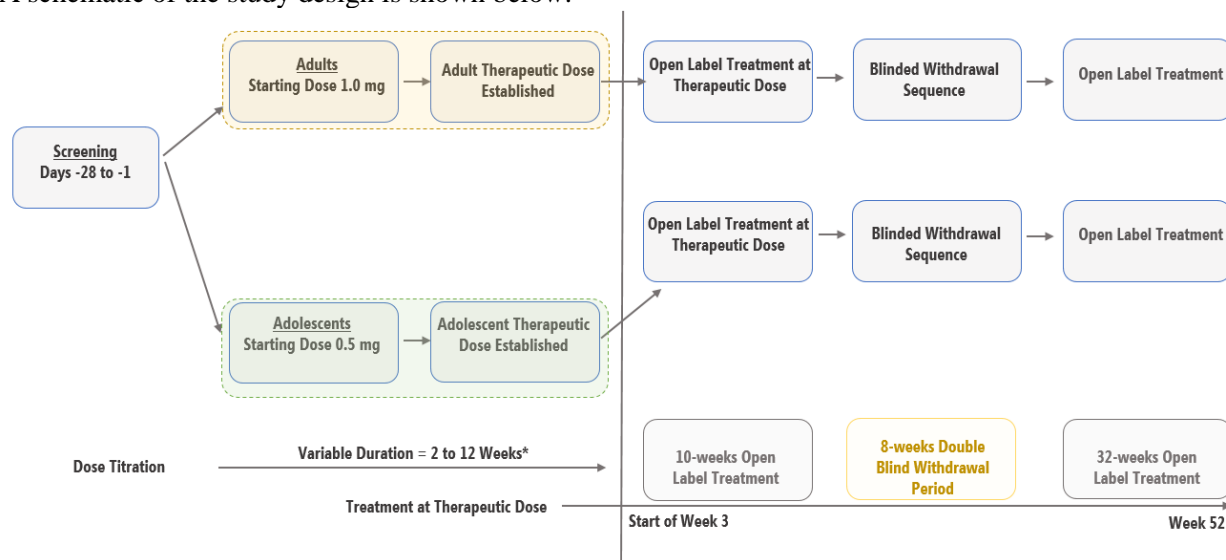 A schematic of the study design is shown below.
Adults
Starting Dose 1.0 mg
Adult Therapeutic Dose
Established
Open Label Treatment at
Therapeutic Dose
Blinded Withdrawal
Sequence
Open Label Treatment
Screening
Days -28 to -1
Open Label Treatment at
Therapeutic Dose
Blinded Withdrawal
Sequence
Open Label Treatment
Adolescents
Starting Dose 0.5 mg
Adolescent Therapeutic
Dose Established
Dose Titration
Variable Duration = 2 to 12 Weeks*
10-weeks Open
Label Treatment
8-weeks Double
Blind Withdrawal
Period
32-weeks Open
Label Treatment
Treatment at Therapeutic Dose
Start of Week 3
Week 52